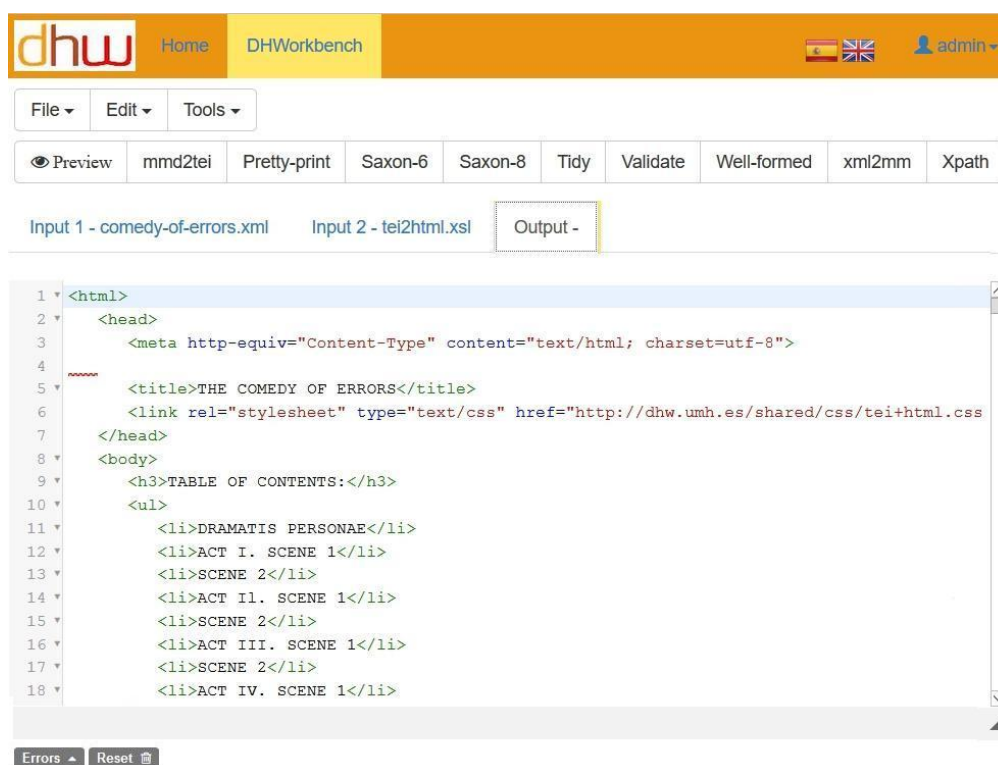 dhw Home DHWorkbench admin
File Edit Tools
Preview mmd2tei Pretty-print Saxon-6 Saxon-8 Tidy Validate Well-formed xml2mm Xpath
Input 1 - comedy-of-errors.xml Input 2 - tei2html.xsl Output -
1 <html>
2 <head>
3 <meta http-equiv="Content-Type" content="text/html; charset=utf-8">
4
5 <title>THE COMEDY OF ERRORS</title>
6 <link rel="stylesheet" type="text/css" href="http://dhw.umh.es/shared/css/tei+html.css
7 </head>
8 <body>
9 <h3>TABLE OF CONTENTS:</h3>
10 <ul>
11 <li>DRAMATIS PERSONAE</li>
12 <li>ACT I. SCENE 1</li>
13 <li>SCENE 2</li>
14 <li>ACT Il. SCENE 1</li>
15 <li>SCENE 2</li>
16 <li>ACT III. SCENE 1</li>
17 <li>SCENE 2</li>
18 <li>ACT IV. SCENE 1</li>
Errors Reset